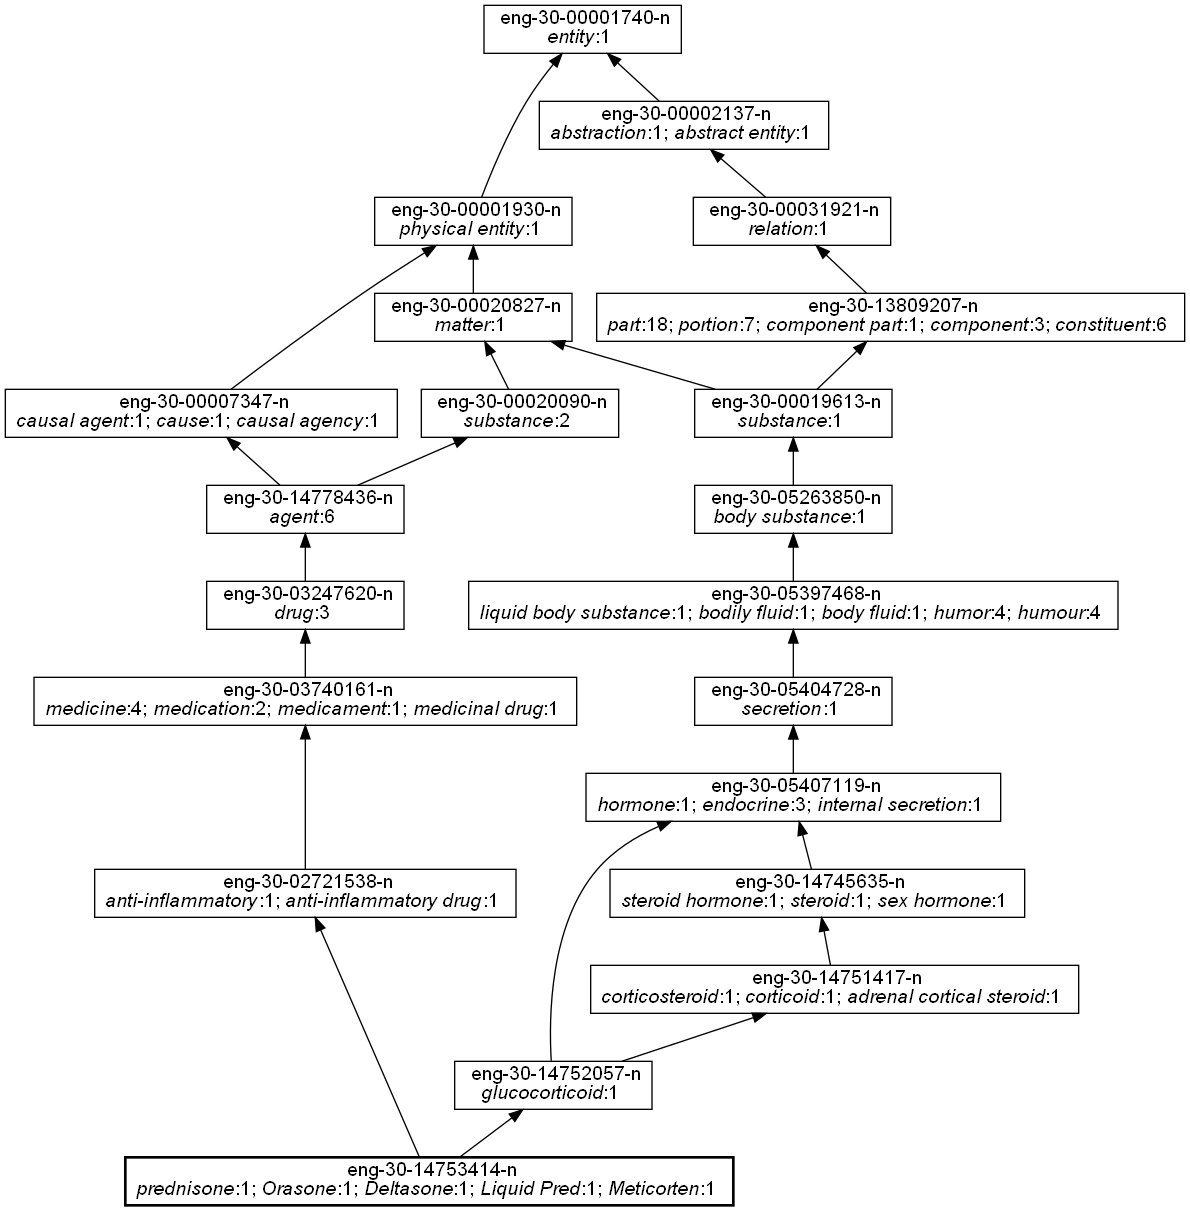 eng-30-00001740-n
entity:1
eng-30-00002137-n
abstraction:1; abstract entity:1
eng-30-00001930-n
physical entity:1
eng-30-00031921-n
relation:1
eng-30-00020827-n
matter:1
eng-30-13809207-n
part:18; portion:7; component part:1; component:3; constituent:6
eng-30-00007347-n
causal agent:1; cause:1; causal agency:1
eng-30-00020090-n
substance:2
eng-30-00019613-n
substance:1
eng-30-14778436-n
agent:6
eng-30-05263850-n
body substance:1
eng-30-03247620-n
drug:3
eng-30-05397468-n
liquid body substance:1; bodily fluid:1; body fluid:1; humor:4; humour:4
eng-30-03740161-n
medicine:4; medication:2; medicament:1; medicinal drug:1
eng-30-05404728-n
secretion:1
eng-30-05407119-n
hormone:1; endocrine:3; internal secretion:1
eng-30-02721538-n
anti-inflammatory:1; anti-inflammatory drug:1
eng-30-14745635-n
steroid hormone:1; steroid:1; sex hormone:1
eng-30-14751417-n
corticosteroid:1; corticoid:1; adrenal cortical steroid:1
eng-30-14752057-n
glucocorticoid:1
eng-30-14753414-n
prednisone:1; Orasone:1; Deltasone:1; Liquid Pred:1; Meticorten:1